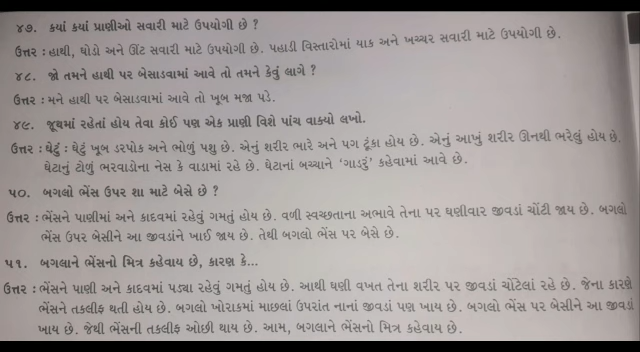 ૪૭. કયાં કયાં પ્રાણીઓ સવારી માટે ઉપયોગી છે ?
ઉત્તર : હાથી, ઘોડો અને ઊંટ સવારી માટે ઉપયોગી છે. પહાડી વિસ્તારોમાં યાક અને ખચ્ચર સવારી માટે ઉપયોગી છે.
૪૮. જો તમને હાથી પર બેસાડવામાં આવે તો તમને કેવું લાગે ?
ઉત્તર : મને હાથી પર બેસાડવામાં આવે તો ખૂબ મજા પડે.
૪૯. જૂથમાં રહેતાં હોય તેવા કોઈ પણ એક પ્રાણી વિશે પાંચ વાક્યો લખો.
ઉત્તર : ઘેટું : ઘેટું ખૂબ ડરપોક અને ભોળું પશુ છે. એનું શરીર ભારે અને પગ ટૂંકા હોય છે. એનું આખું શરીર ઊનથી ભરેલું હોય છે.
ઘેટાનું ટોળું ભરવાડોના નેસ કે વાડામાં રહે છે. ઘેટાનાં બચ્ચાને ‘ગાડરું’ કહેવામાં આવે છે.
૫૦. બગલો ભેંસ ઉપર શા માટે બેસે છે ?
ઉત્તર : ભેંસને પાણીમાં અને કાદવમાં રહેવું ગમતું હોય છે. વળી સ્વચ્છતાના અભાવે તેના પર ઘણીવાર જીવડાં ચોંટી જાય છે. બગલો
ભેંસ ઉપર બેસીને આ જીવડાંને ખાઈ જાય છે. તેથી બગલો ભેંસ પર બેસે છે.
૫૧. બગલાને ભેંસનો મિત્ર કહેવાય છે, કારણ કે...
ઉત્તર : ભેંસને પાણી અને કાદવમાં પડ્યા રહેવું ગમતું હોય છે. આથી ઘણી વખત તેના શરીર પર જીવડાં ચોંટેલાં રહે છે. જેના કારણે
ભેંસને તકલીફ થતી હોય છે. બગલો ખોરાકમાં માછલાં ઉપરાંત નાનાં જીવડાં પણ ખાય છે. બગલો ભેંસ પર બેસીને આ જીવડાં
ખાય છે. જેથી ભેંસની તકલીફ ઓછી થાય છે. આમ, બગલાને ભેંસનો મિત્ર કહેવાય છે.